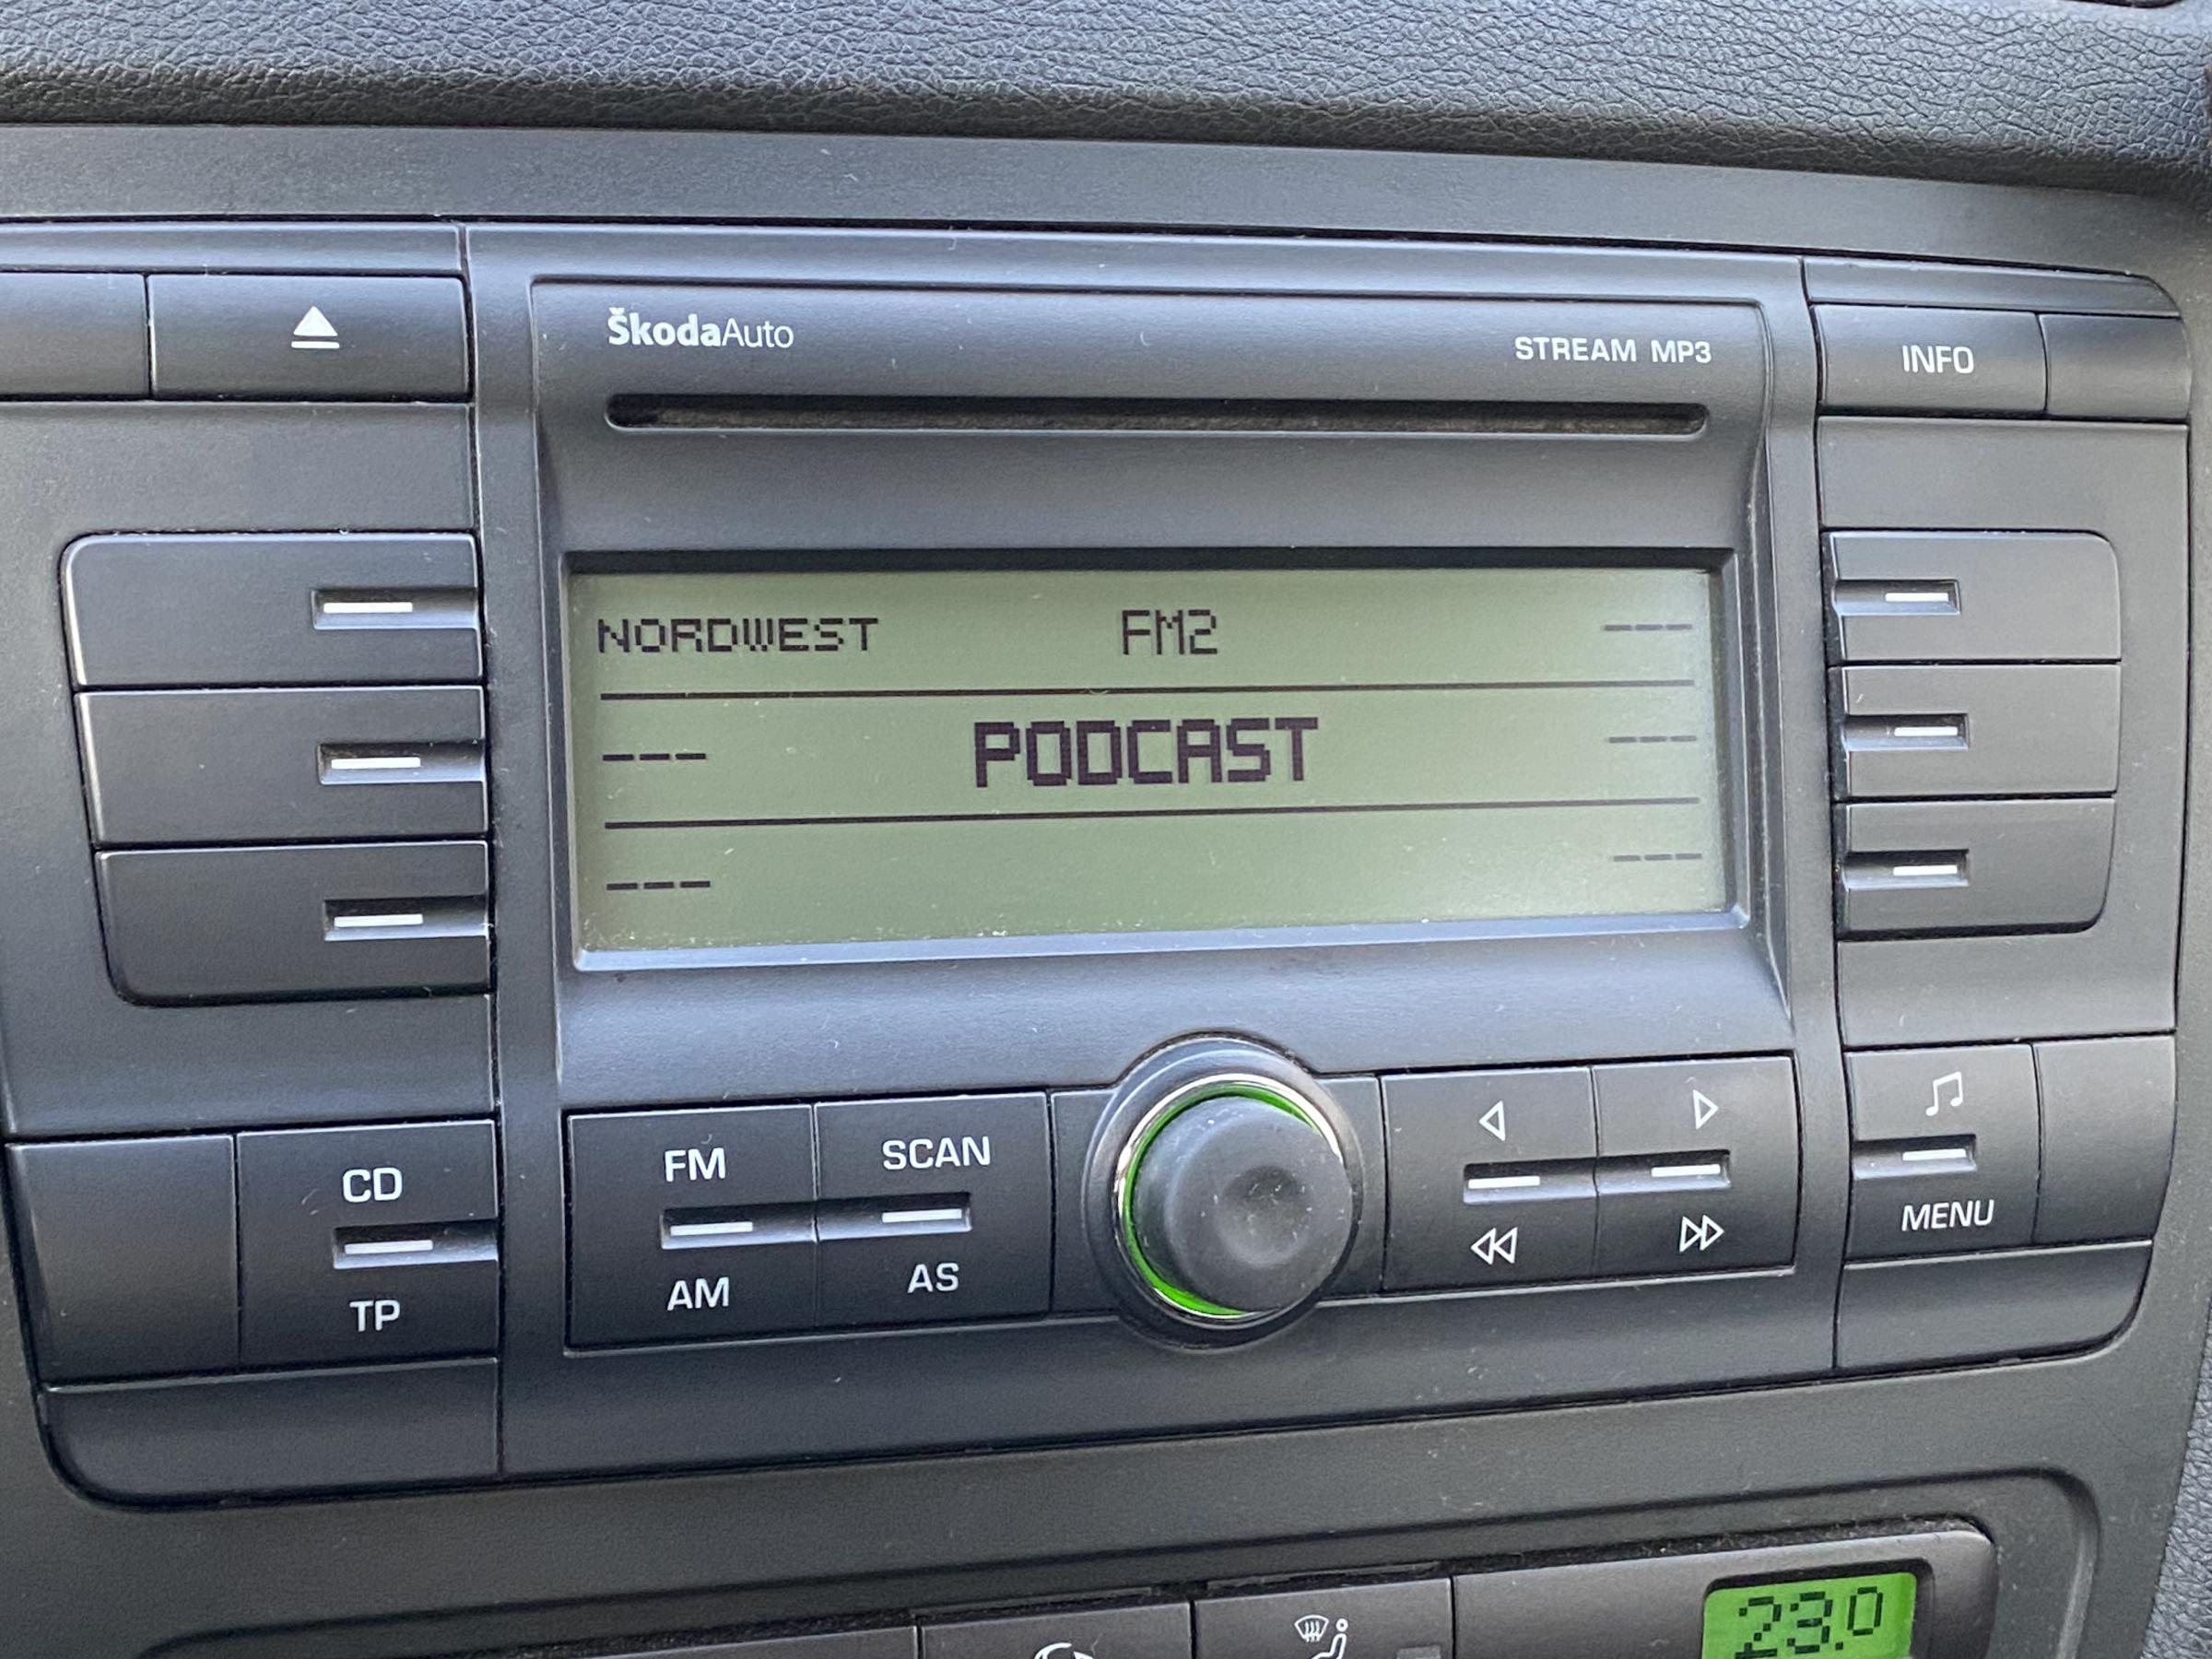 ŠkodaAuto
STREAM MP3
INFO
NORDWEST FM2 ---
--- PODCAST ---
--- ---
CD
TP
FM
AM
SCAN
AS
MENU
23.0